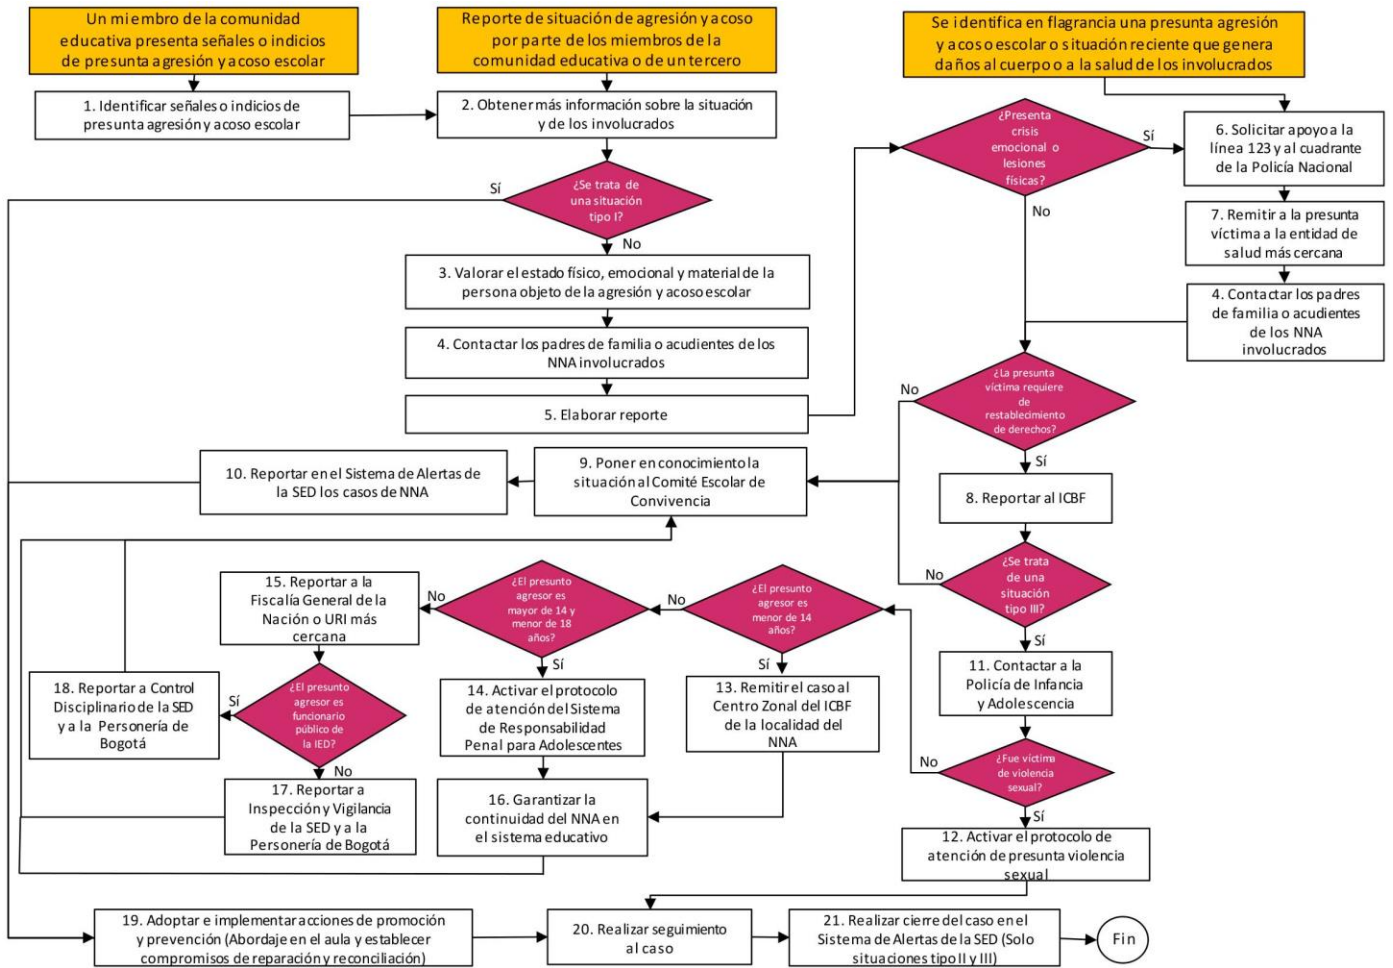 Un miembro de la comunidad
educativa presenta señales o indicios
de presunta agresión y acoso escolar
Reporte de situación de agresión y acoso
por parte de los miembros de la
comunidad educativa o de un tercero
Se identifica en flagrancia una presunta agresión
y acoso escolar o situación reciente que genera
daños al cuerpo o a la salud de los involucrados
1. Identificar señales o indicios de
presunta agresión y acoso escolar
2. Obtener más información sobre la situación
y de los involucrados
¿Presenta
crisis
emocional o
lesiones
físicas?
Sí
No
6. Solicitar apoyo a la
línea 123 y al cuadrante
de la Policía Nacional
¿Se trata de
una situación
tipo I?
Sí
No
7. Remitir a la presunta
víctima a la entidad de
salud más cercana
3. Valorar el estado físico, emocional y material de la
persona objeto de la agresión y acoso escolar
4. Contactar los padres
de familia o acudientes
de los NNA
involucrados
4. Contactar los padres de familia o acudientes de los
NNA involucrados
5. Elaborar reporte
¿La presunta
víctima requiere
de
restablecimiento
de derechos?
No
Sí
10. Reportar en el Sistema de Alertas de
la SED los casos de NNA
9. Poner en conocimiento la
situación al Comité Escolar de
Convivencia
8. Reportar al ICBF
¿Se trata
de una
situación
tipo III?
No
Sí
15. Reportar a la
Fiscalía General de la
Nación o URI más
cercana
No
¿El presunto
agresor es
mayor de 14 y
menor de 18
años?
Sí
No
¿El presunto
agresor es
menor de 14
años?
Sí
11. Contactar a la
Policía de Infancia
y Adolescencia
18. Reportar a Control
Disciplinario de la SED
y a la Personería de
Bogotá
Sí
¿El presunto
agresor es
funcionario
público de
la IED?
No
14. Activar el protocolo
de atención del Sistema
de Responsabilidad
Penal para Adolescentes
13. Remitir el caso al
Centro Zonal del ICBF
de la localidad del
NNA
¿Fue víctima
de violencia
sexual?
No
Sí
17. Reportar a
Inspección y Vigilancia
de la SED y a la
Personería de Bogotá
16. Garantizar la
continuidad del NNA en
el sistema educativo
12. Activar el protocolo de
atención de presunta violencia
sexual
19. Adoptar e implementar acciones de promoción
y prevención (Abordaje en el aula y establecer
compromisos de reparación y reconciliación)
20. Realizar seguimiento
al caso
21. Realizar cierre del caso en el
Sistema de Alertas de la SED (Solo
situaciones tipo II y III)
Fin